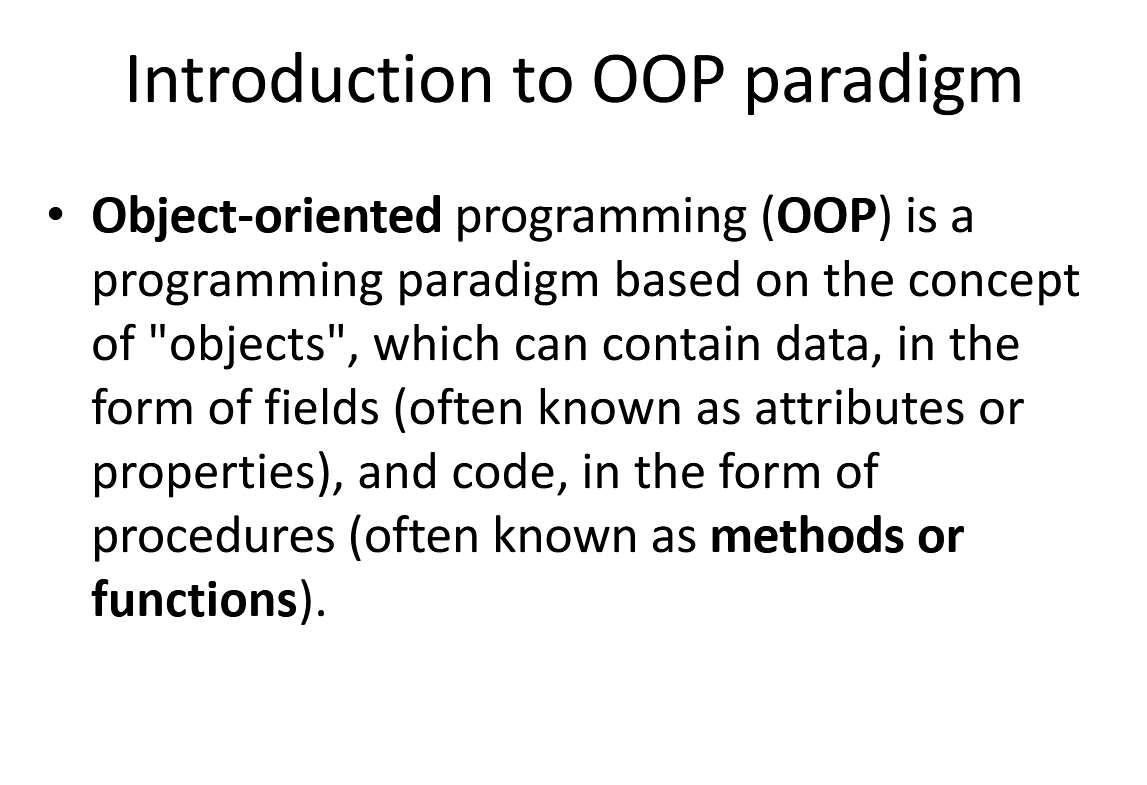 Introduction to OOP paradigm
• Object-oriented programming (OOP) is a
programming paradigm based on the concept
of "objects", which can contain data, in the
form of fields (often known as attributes or
properties), and code, in the form of
procedures (often known as methods or
functions).